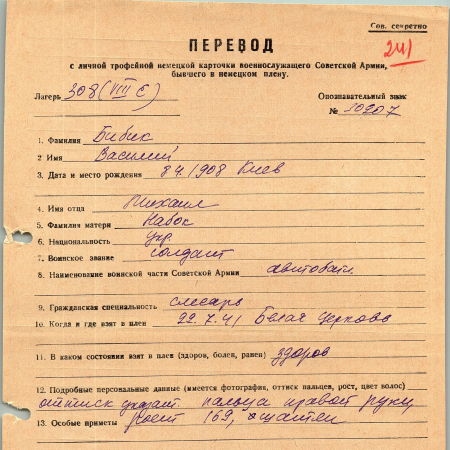 Сов. секретно
241
ПЕРЕВОД
с личной трофейной немецкой карточки военнослужащего Советской Армии,
бывшего в немецком плену.
Лагерь 308 (VIII E) Опознавательный знак
№ 10207
1. Фамилия Бибик
2 Имя Василий
3. Дата и место рождения 8 4. 1908 Киев
4. Имя отца Михаил
5. Фамилия матери Набок
6. Национальность укр.
7. Воинское звание солдат
8. Наименование воинской части Советской Армии автобат.
9. Гражданская специальность слесарь
10. Когда и где взят в плен 22. 7. 41 Белая Церковь
11. В каком состоянии взят в плен (здоров, болен, ранен) здоров
12. Подробные персональные данные (имеется фотография, оттиск пальцев, рост, цвет волос)
оттиск указат. пальца правой руки
13. Особые приметы рост 169,